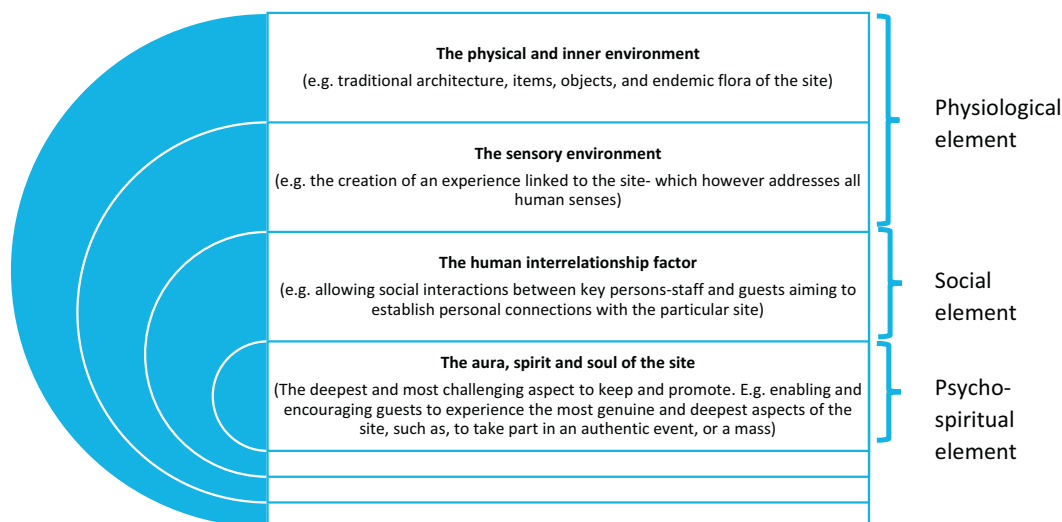 The physical and inner environment
(e.g. traditional architecture, items, objects, and endemic flora of the site)
The sensory environment
(e.g. the creation of an experience linked to the site- which however addresses all
human senses)
The human interrelationship factor
(e.g. allowing social interactions between key persons-staff and guests aiming to
establish personal connections with the particular site)
The aura, spirit and soul of the site
(The deepest and most challenging aspect to keep and promote. E.g. enabling and
encouraging guests to experience the most genuine and deepest aspects of the
site, such as, to take part in an authentic event, or a mass)
Physiological
element
Social
element
Psycho-
spiritual
element